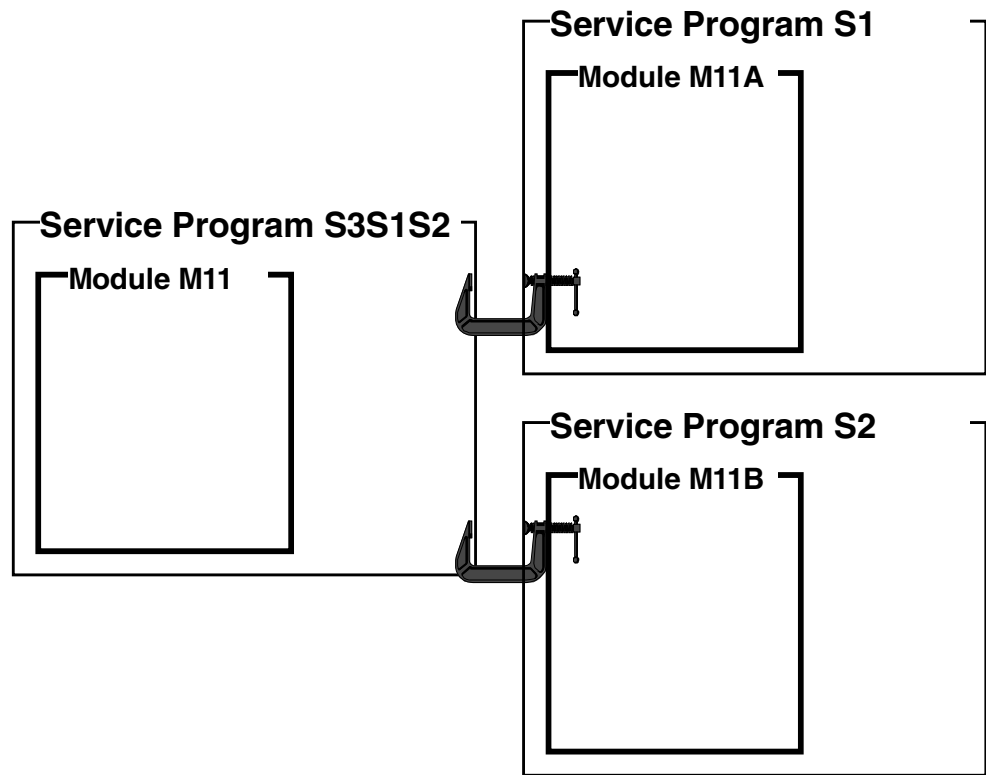 Service Program S1
Module M11A
Service Program S3S1S2
Module M11
Service Program S2
Module M11B